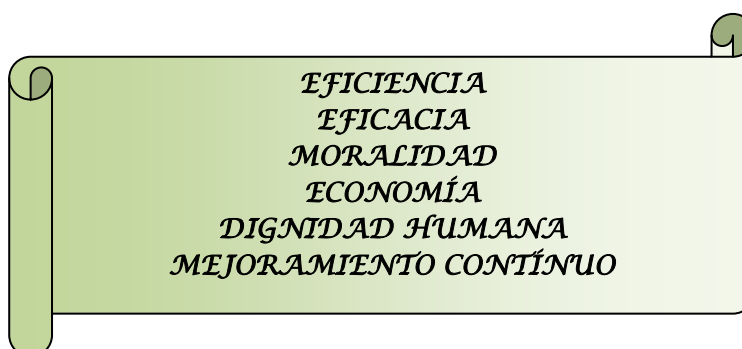 EFICIENCIA
EFICACIA
MORALIDAD
ECONOMÍA
DIGNIDAD HUMANA
MEJORAMIENTO CONTÍNUO